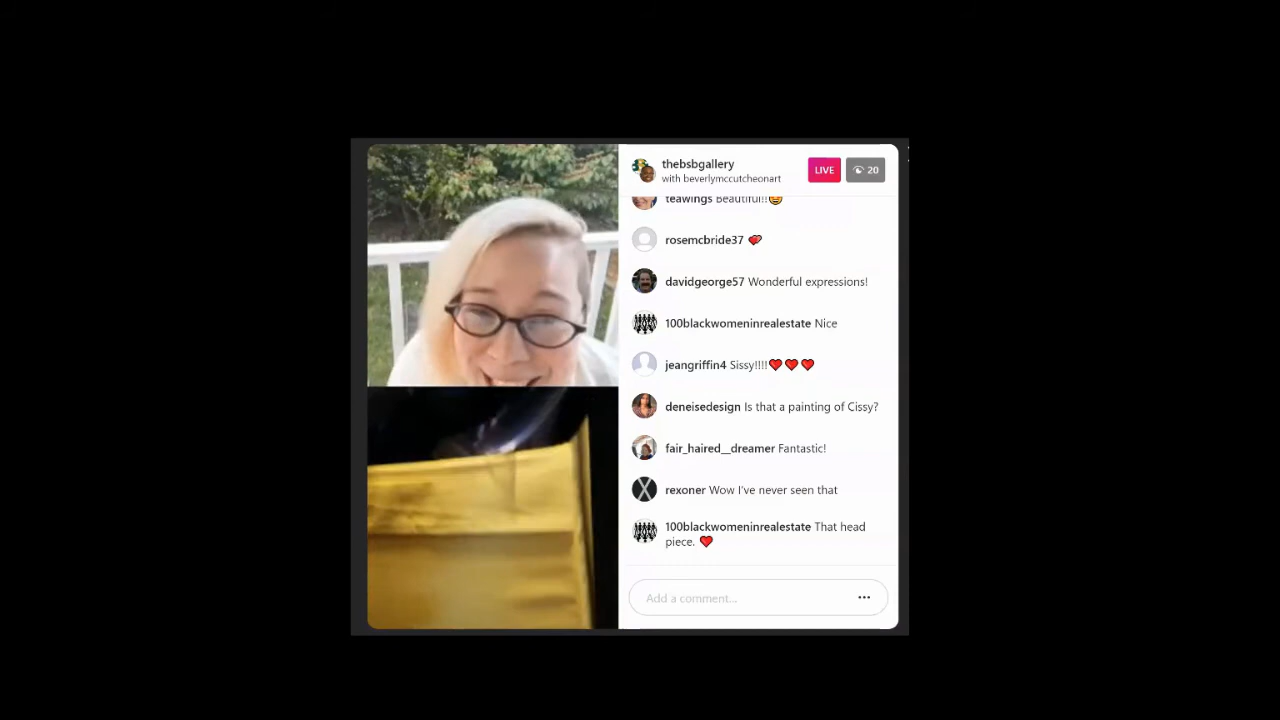 thebsbgallery
with beverlymccutcheonart
LIVE
20
teawings Beautiful!!
rosemcbride37
davidgeorge57 Wonderful expressions!
100blackwomeninrealestate Nice
jeangriffin4 Sissy!!!!❤️❤️❤️
deneisedesign Is that a painting of Cissy?
fair_haired__dreamer Fantastic!
rexoner Wow I've never seen that
100blackwomeninrealestate That head
piece. ❤️
Add a comment...